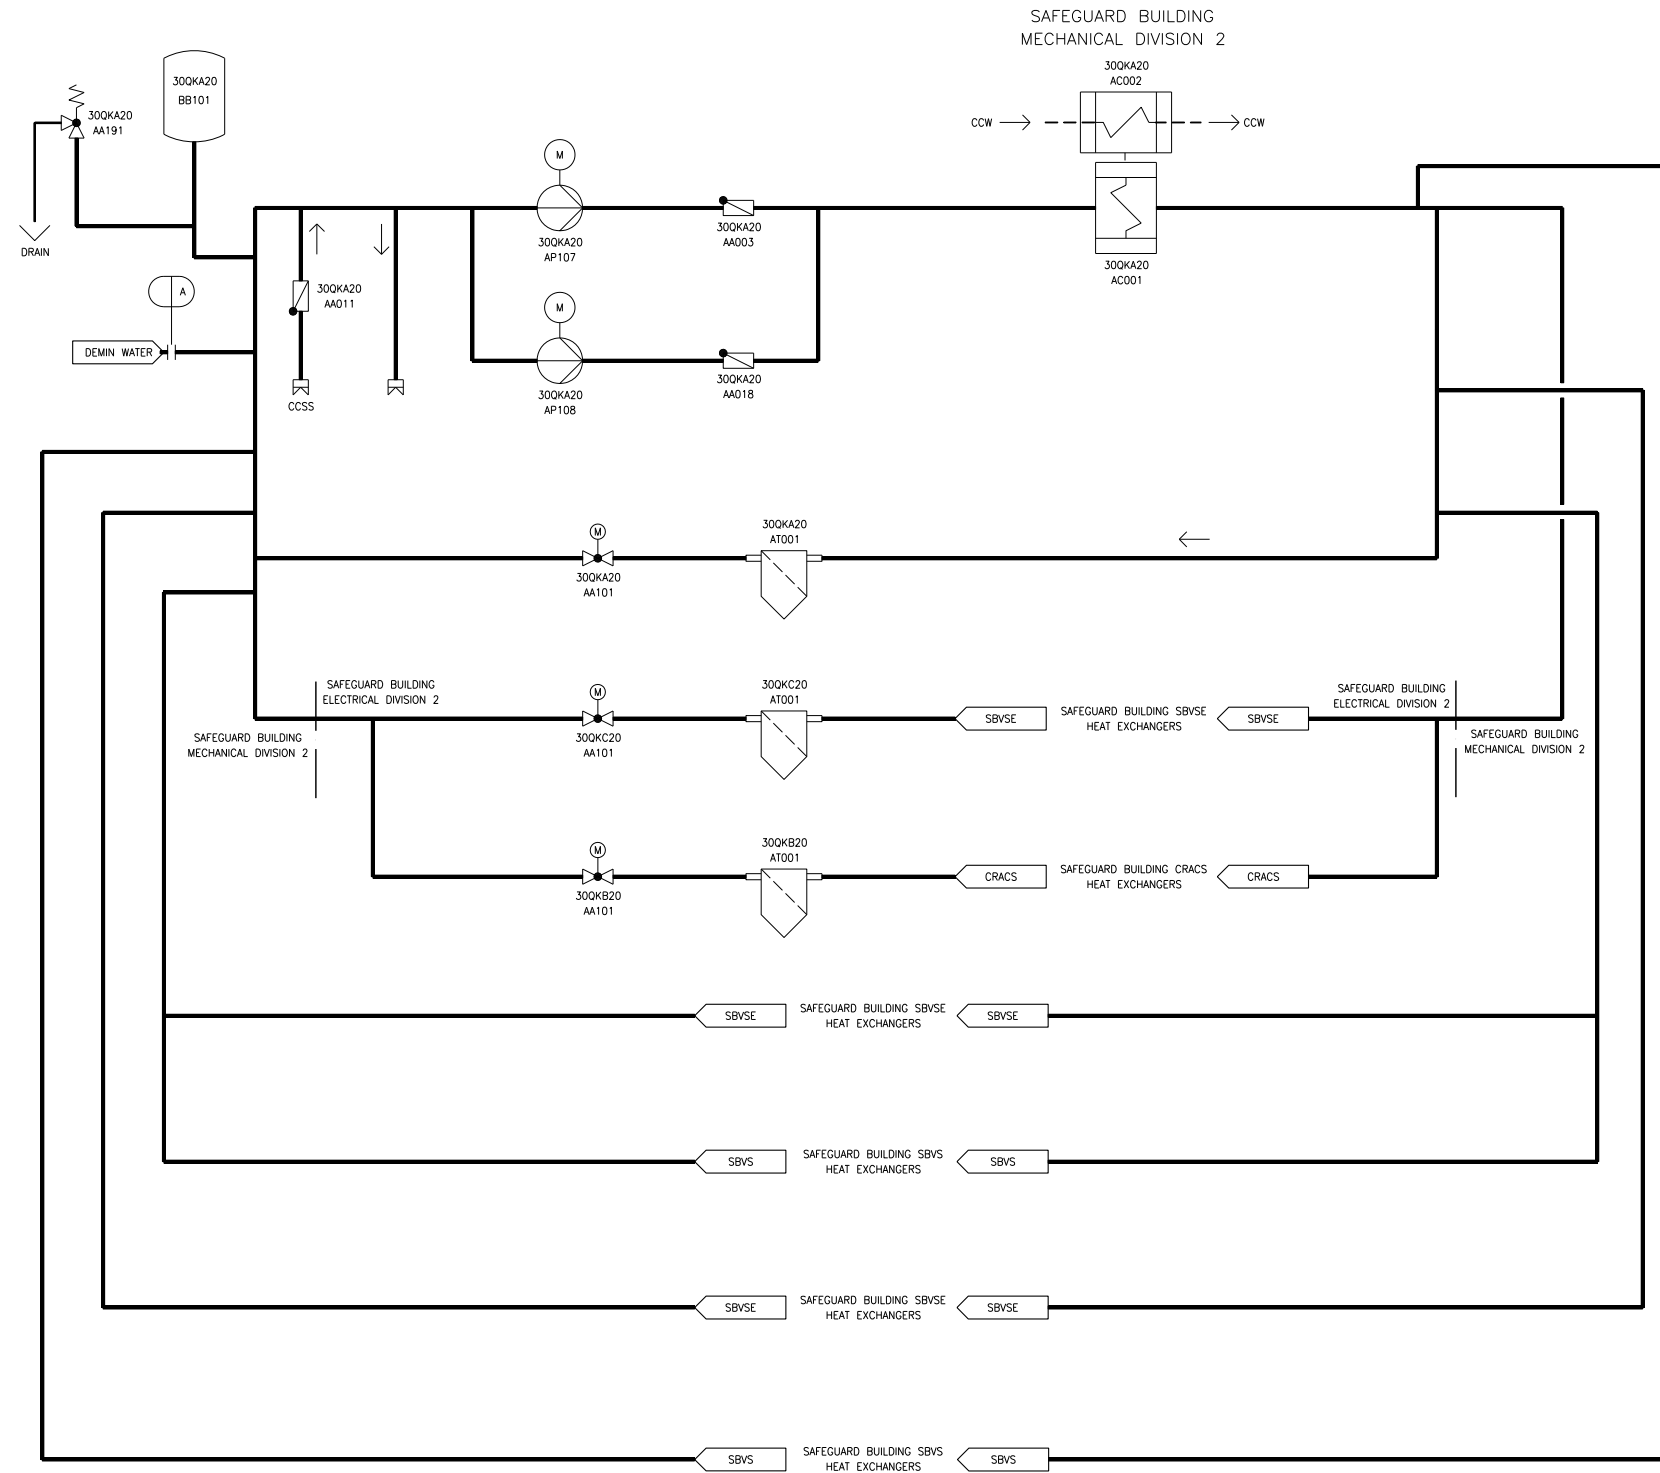 SAFEGUARD BUILDING
MECHANICAL DIVISION 2
30QKA20
AC002
30QKA20
BB101
30QKA20
AA191
CCW
CCW
M
30QKA20
AA003
30QKA20
AP107
DRAIN
30QKA20
AC001
A
30QKA20
AA011
M
DEMIN WATER
30QKA20
AA018
30QKA20
AP108
CCSS
30QKA20
AT001
M
30QKA20
AA101
SAFEGUARD BUILDING
ELECTRICAL DIVISION 2
M
30QKC20
AT001
SAFEGUARD BUILDING
ELECTRICAL DIVISION 2
SBVSE
SAFEGUARD BUILDING SBVSE
HEAT EXCHANGERS
SBVSE
SAFEGUARD BUILDING
MECHANICAL DIVISION 2
30QKC20
AA101
SAFEGUARD BUILDING
MECHANICAL DIVISION 2
M
30QKB20
AT001
CRACS
SAFEGUARD BUILDING CRACS
HEAT EXCHANGERS
CRACS
30QKB20
AA101
SBVSE
SAFEGUARD BUILDING SBVSE
HEAT EXCHANGERS
SBVSE
SBVS
SAFEGUARD BUILDING SBVS
HEAT EXCHANGERS
SBVS
SBVSE
SAFEGUARD BUILDING SBVSE
HEAT EXCHANGERS
SBVSE
SBVS
SAFEGUARD BUILDING SBVS
HEAT EXCHANGERS
SBVS